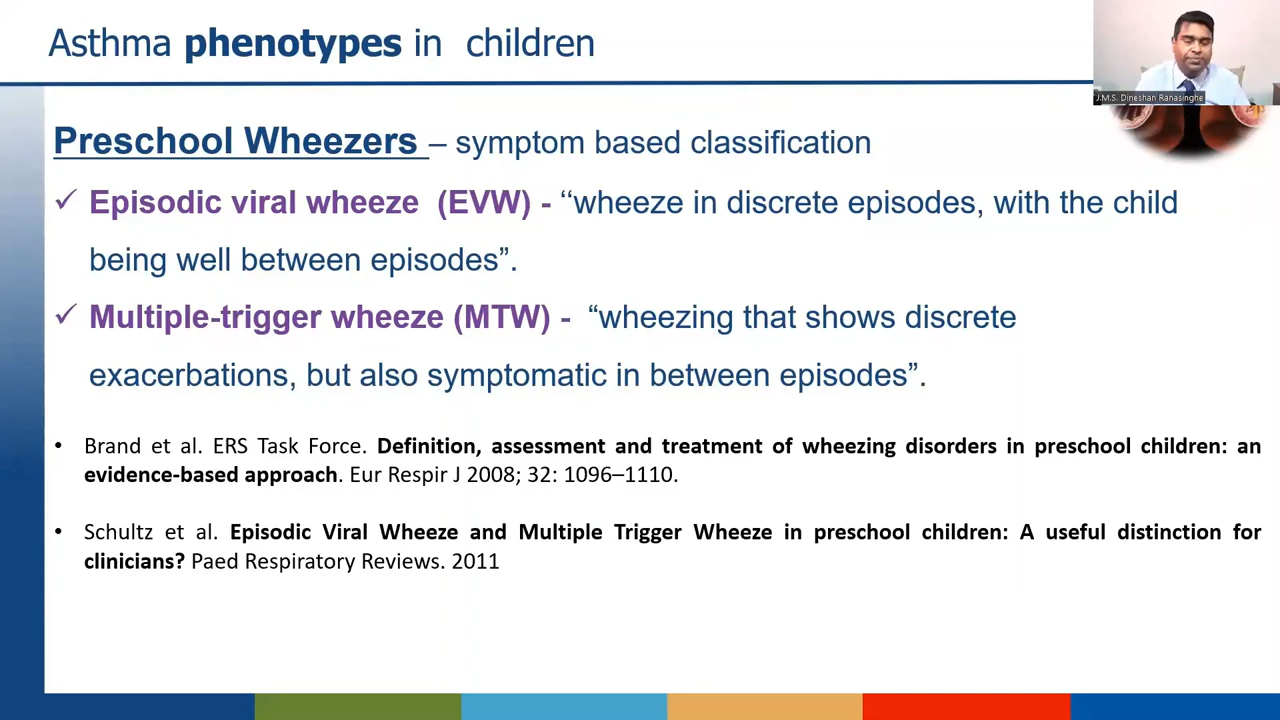 Asthma phenotypes in children
J.M.S. Dineshan Ranasinghe
Preschool Wheezers – symptom based classification
✓ Episodic viral wheeze (EVW) - ‘‘wheeze in discrete episodes, with the child
being well between episodes”.
✓ Multiple-trigger wheeze (MTW) - “wheezing that shows discrete
exacerbations, but also symptomatic in between episodes”.
• Brand et al. ERS Task Force. Definition, assessment and treatment of wheezing disorders in preschool children: an
evidence-based approach. Eur Respir J 2008; 32: 1096–1110.
• Schultz et al. Episodic Viral Wheeze and Multiple Trigger Wheeze in preschool children: A useful distinction for
clinicians? Paed Respiratory Reviews. 2011